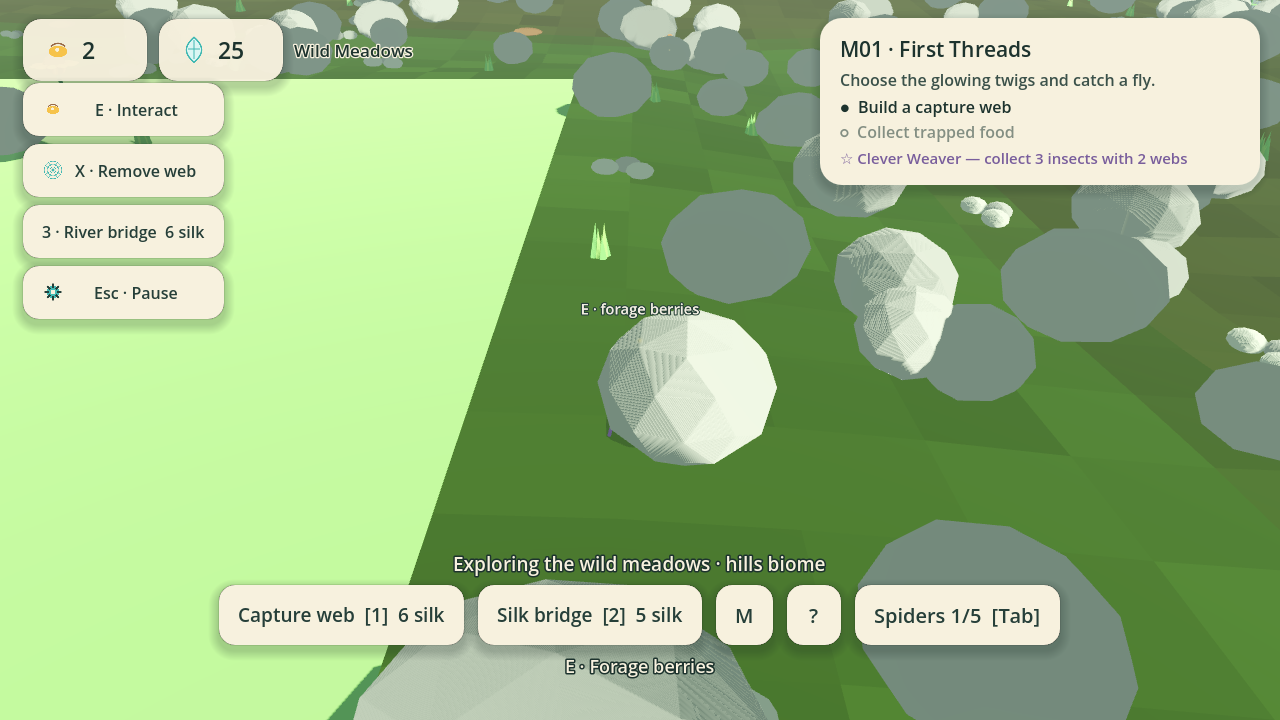 2
25
Wild Meadows
E · Interact
X · Remove web
3 · River bridge 6 silk
Esc · Pause
M01 · First Threads
Choose the glowing twigs and catch a fly.
● Build a capture web
○ Collect trapped food
☆ Clever Weaver — collect 3 insects with 2 webs
E · forage berries
Exploring the wild meadows · hills biome
Capture web [1] 6 silk
Silk bridge [2] 5 silk
M
?
Spiders 1/5 [Tab]
E · Forage berries